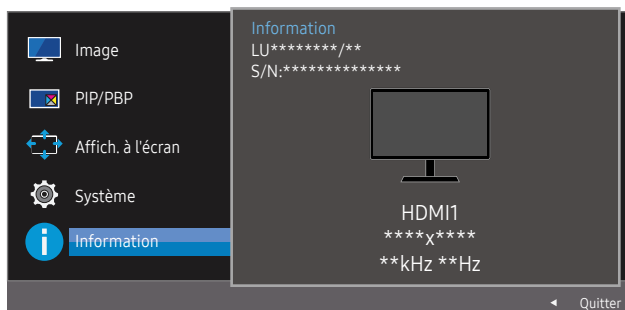 Image
PIP/PBP
Affich. à l'écran
Système
Information
Information
LU********/**
S/N:**************
HDMI1
****x****
**kHz **Hz
Quitter